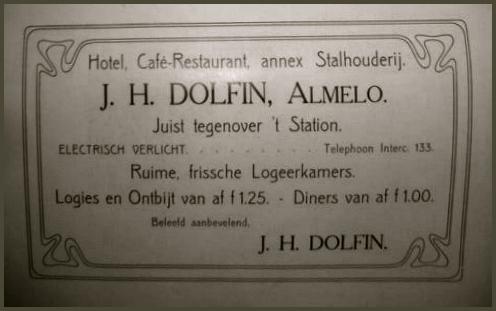 Hotel, Café-Restaurant, annex Stalhouderij.
J. H. DOLFIN, ALMELO.
Juist tegenover 't Station.
ELECTRISCH VERLICHT. . . . . . . . . Telephoon Interc. 133.
Ruime, frissche Logeerkamers.
Logies en Ontbijt van af f 1.25. - Diners van af f 1.00.
Beleefd aanbevelend,
J. H. DOLFIN.